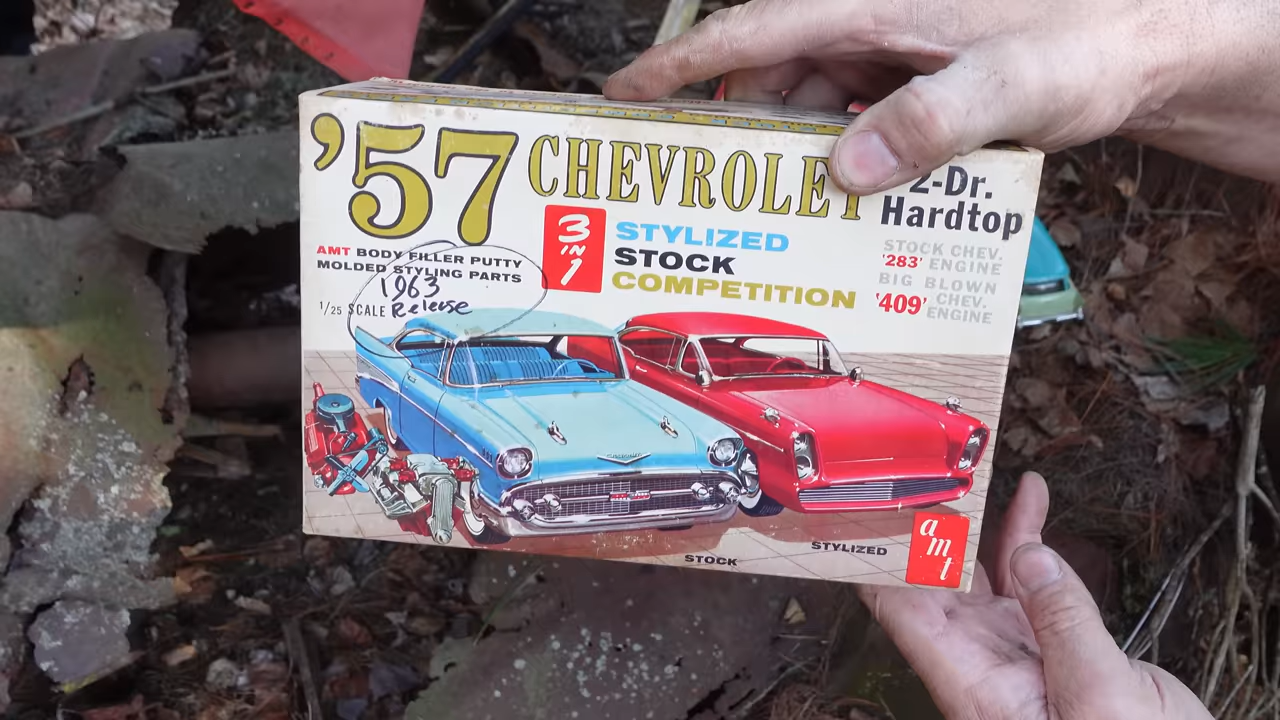 '57 CHEVROLET
2-Dr.
Hardtop
3 IN 1
STYLIZED
STOCK
COMPETITION
STOCK CHEV.
'283' ENGINE
BIG BLOWN
'409' CHEV.
ENGINE
AMT BODY FILLER PUTTY
MOLDED STYLING PARTS
1963
1/25 SCALE Release
STOCK
STYLIZED
amt